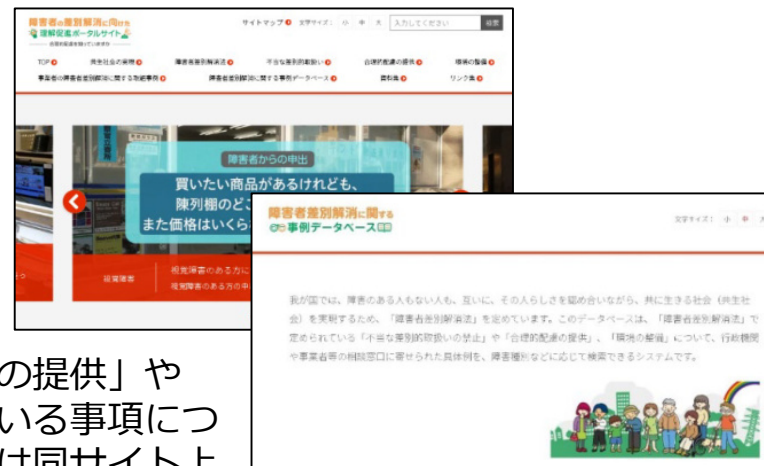 障害者の差別解消に向けた
理解促進ポータルサイト
サイトマップ 文字サイズ： 小 中 大 入力してください 検索
TOP 共生社会の実現 障害者差別解消法 不当な差別的取扱い 合理的配慮の提供 環境の整備
事業者の障害者差別解消に関する取組事例 障害者差別解消に関する事例データベース 資料集 リンク集
障害者からの申出
買いたい商品があるけれども、
陳列棚のどこ
また価格はいくら
視覚障害
視覚障害のある方に
視覚障害のある方の申
障害者差別解消に関する
事例データベース
文字サイズ： 小 中 大
我が国では、障害のある人もない人も、互いに、その人らしさを認め合いながら、共に生きる社会（共生社
会）を実現するため、「障害者差別解消法」を定めています。このデータベースは、「障害者差別解消法」で
定められている「不当な差別的取扱いの禁止」や「合理的配慮の提供」、「環境の整備」について、行政機関
や事業者等の相談窓口に寄せられた具体例を、障害種別などに応じて検索できるシステムです。
の提供」や
いる事項につ
は同サイト上